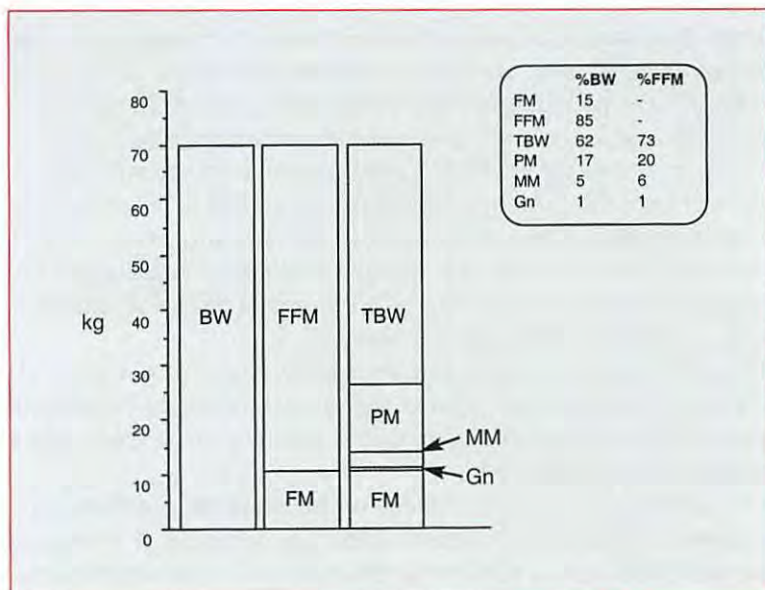 %BW %FFM
FM 15 -
FFM 85 -
TBW 62 73
PM 17 20
MM 5 6
Gn 1 1
80
70
60
50
40
30
20
10
0
kg
BW
FFM
FM
TBW
PM
FM
MM
Gn